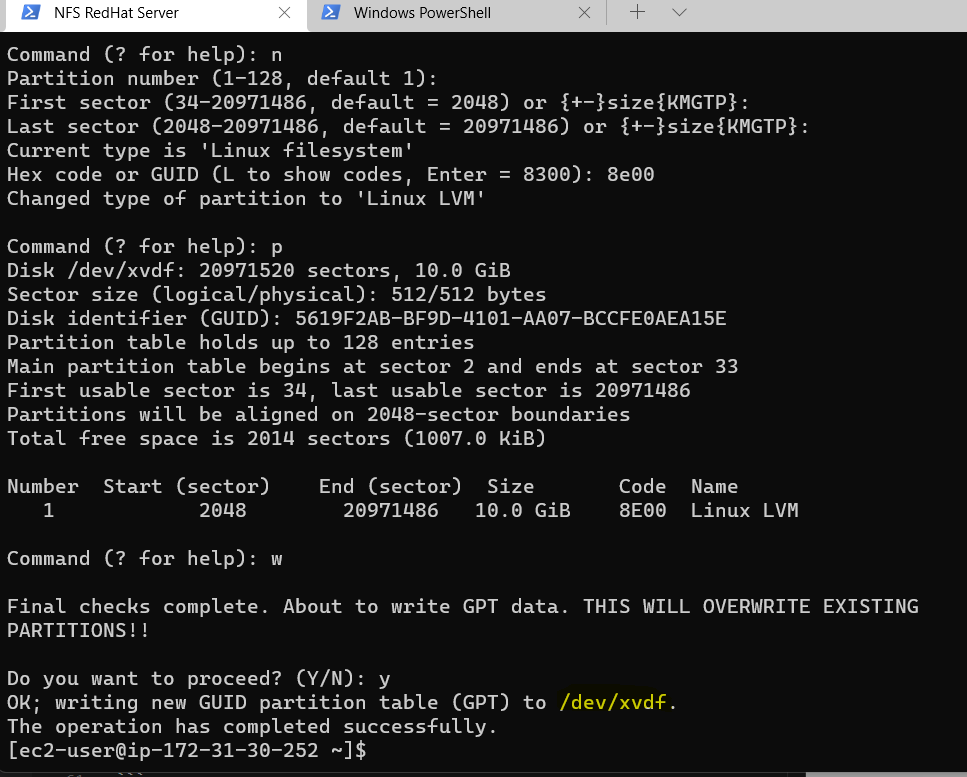 NFS RedHat Server
Windows PowerShell
Command (? for help): n
Partition number (1-128, default 1):
First sector (34-20971486, default = 2048) or {+-}size{KMGTP}:
Last sector (2048-20971486, default = 20971486) or {+-}size{KMGTP}:
Current type is 'Linux filesystem'
Hex code or GUID (L to show codes, Enter = 8300): 8e00
Changed type of partition to 'Linux LVM'
Command (? for help): p
Disk /dev/xvdf: 20971520 sectors, 10.0 GiB
Sector size (logical/physical): 512/512 bytes
Disk identifier (GUID): 5619F2AB-BF9D-4101-AA07-BCCFE0AEA15E
Partition table holds up to 128 entries
Main partition table begins at sector 2 and ends at sector 33
First usable sector is 34, last usable sector is 20971486
Partitions will be aligned on 2048-sector boundaries
Total free space is 2014 sectors (1007.0 KiB)
Number  Start (sector)    End (sector)  Size       Code  Name
   1            2048        20971486   10.0 GiB    8E00  Linux LVM
Command (? for help): w
Final checks complete. About to write GPT data. THIS WILL OVERWRITE EXISTING
PARTITIONS!!
Do you want to proceed? (Y/N): y
OK; writing new GUID partition table (GPT) to /dev/xvdf.
The operation has completed successfully.
[ec2-user@ip-172-31-30-252 ~]$